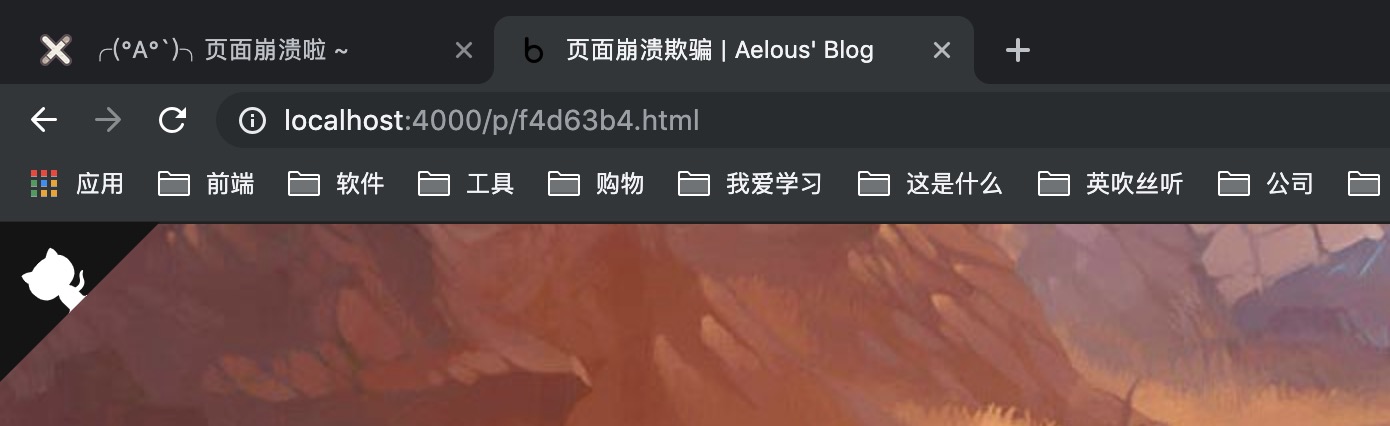 ╭(°A°`)╮ 页面崩溃啦 ~
页面崩溃欺骗 | Aelous' Blog
localhost:4000/p/f4d63b4.html
应用 前端 软件 工具 购物 我爱学习 这是什么 英吹丝听 公司